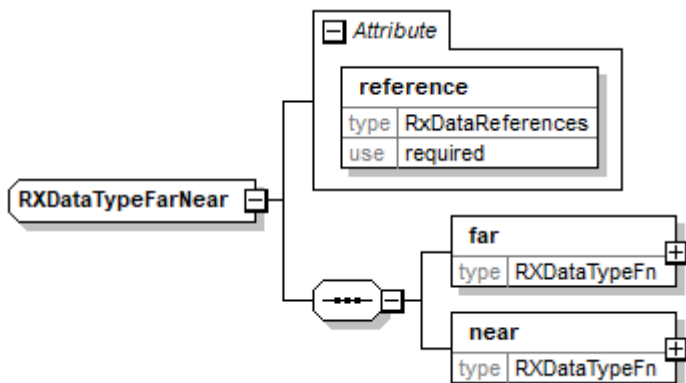 Attribute
reference
type RxDataReferences
use required
RXDataTypeFarNear
far
type RXDataTypeFn
near
type RXDataTypeFn